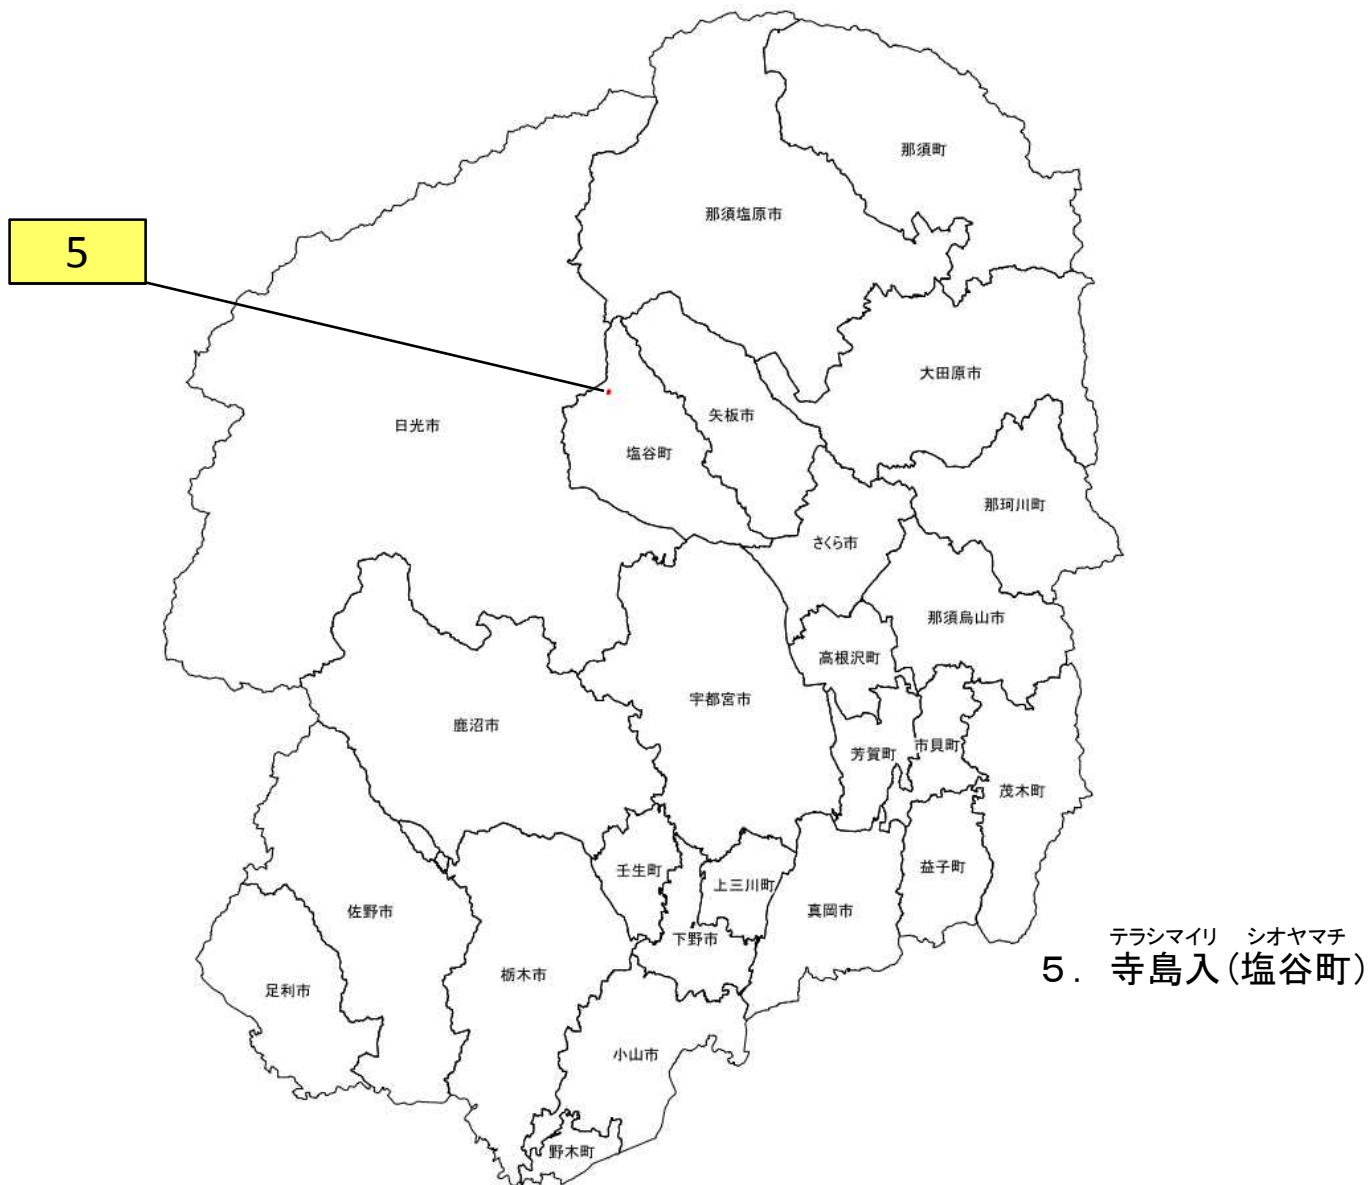 那須町
那須塩原市
5
大田原市
矢板市
日光市
塩谷町
那珂川町
さくら市
那須烏山市
高根沢町
宇都宮市
鹿沼市
市貝町
芳賀町
茂木町
益子町
壬生町
上三川町
真岡市
佐野市
下野市
テラシマイリ シオヤマチ
5. 寺島入(塩谷町)
栃木市
足利市
小山市
野木町